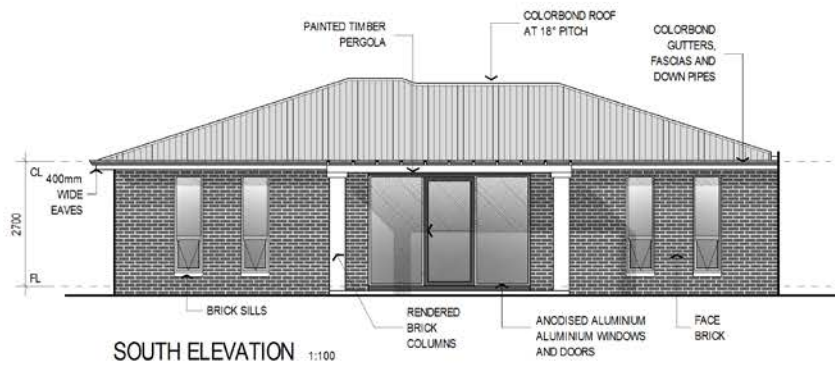 PAINTED TIMBER
PERGOLA
COLORBOND ROOF
AT 18° PITCH
COLORBOND
GUTTERS,
FASCIAS AND
DOWN PIPES
CL
400mm
WIDE
EAVES
2700
FL
BRICK SILLS
RENDERED
BRICK
COLUMNS
ANODISED ALUMINIUM
ALUMINIUM WINDOWS
AND DOORS
FACE
BRICK
SOUTH ELEVATION 1:100